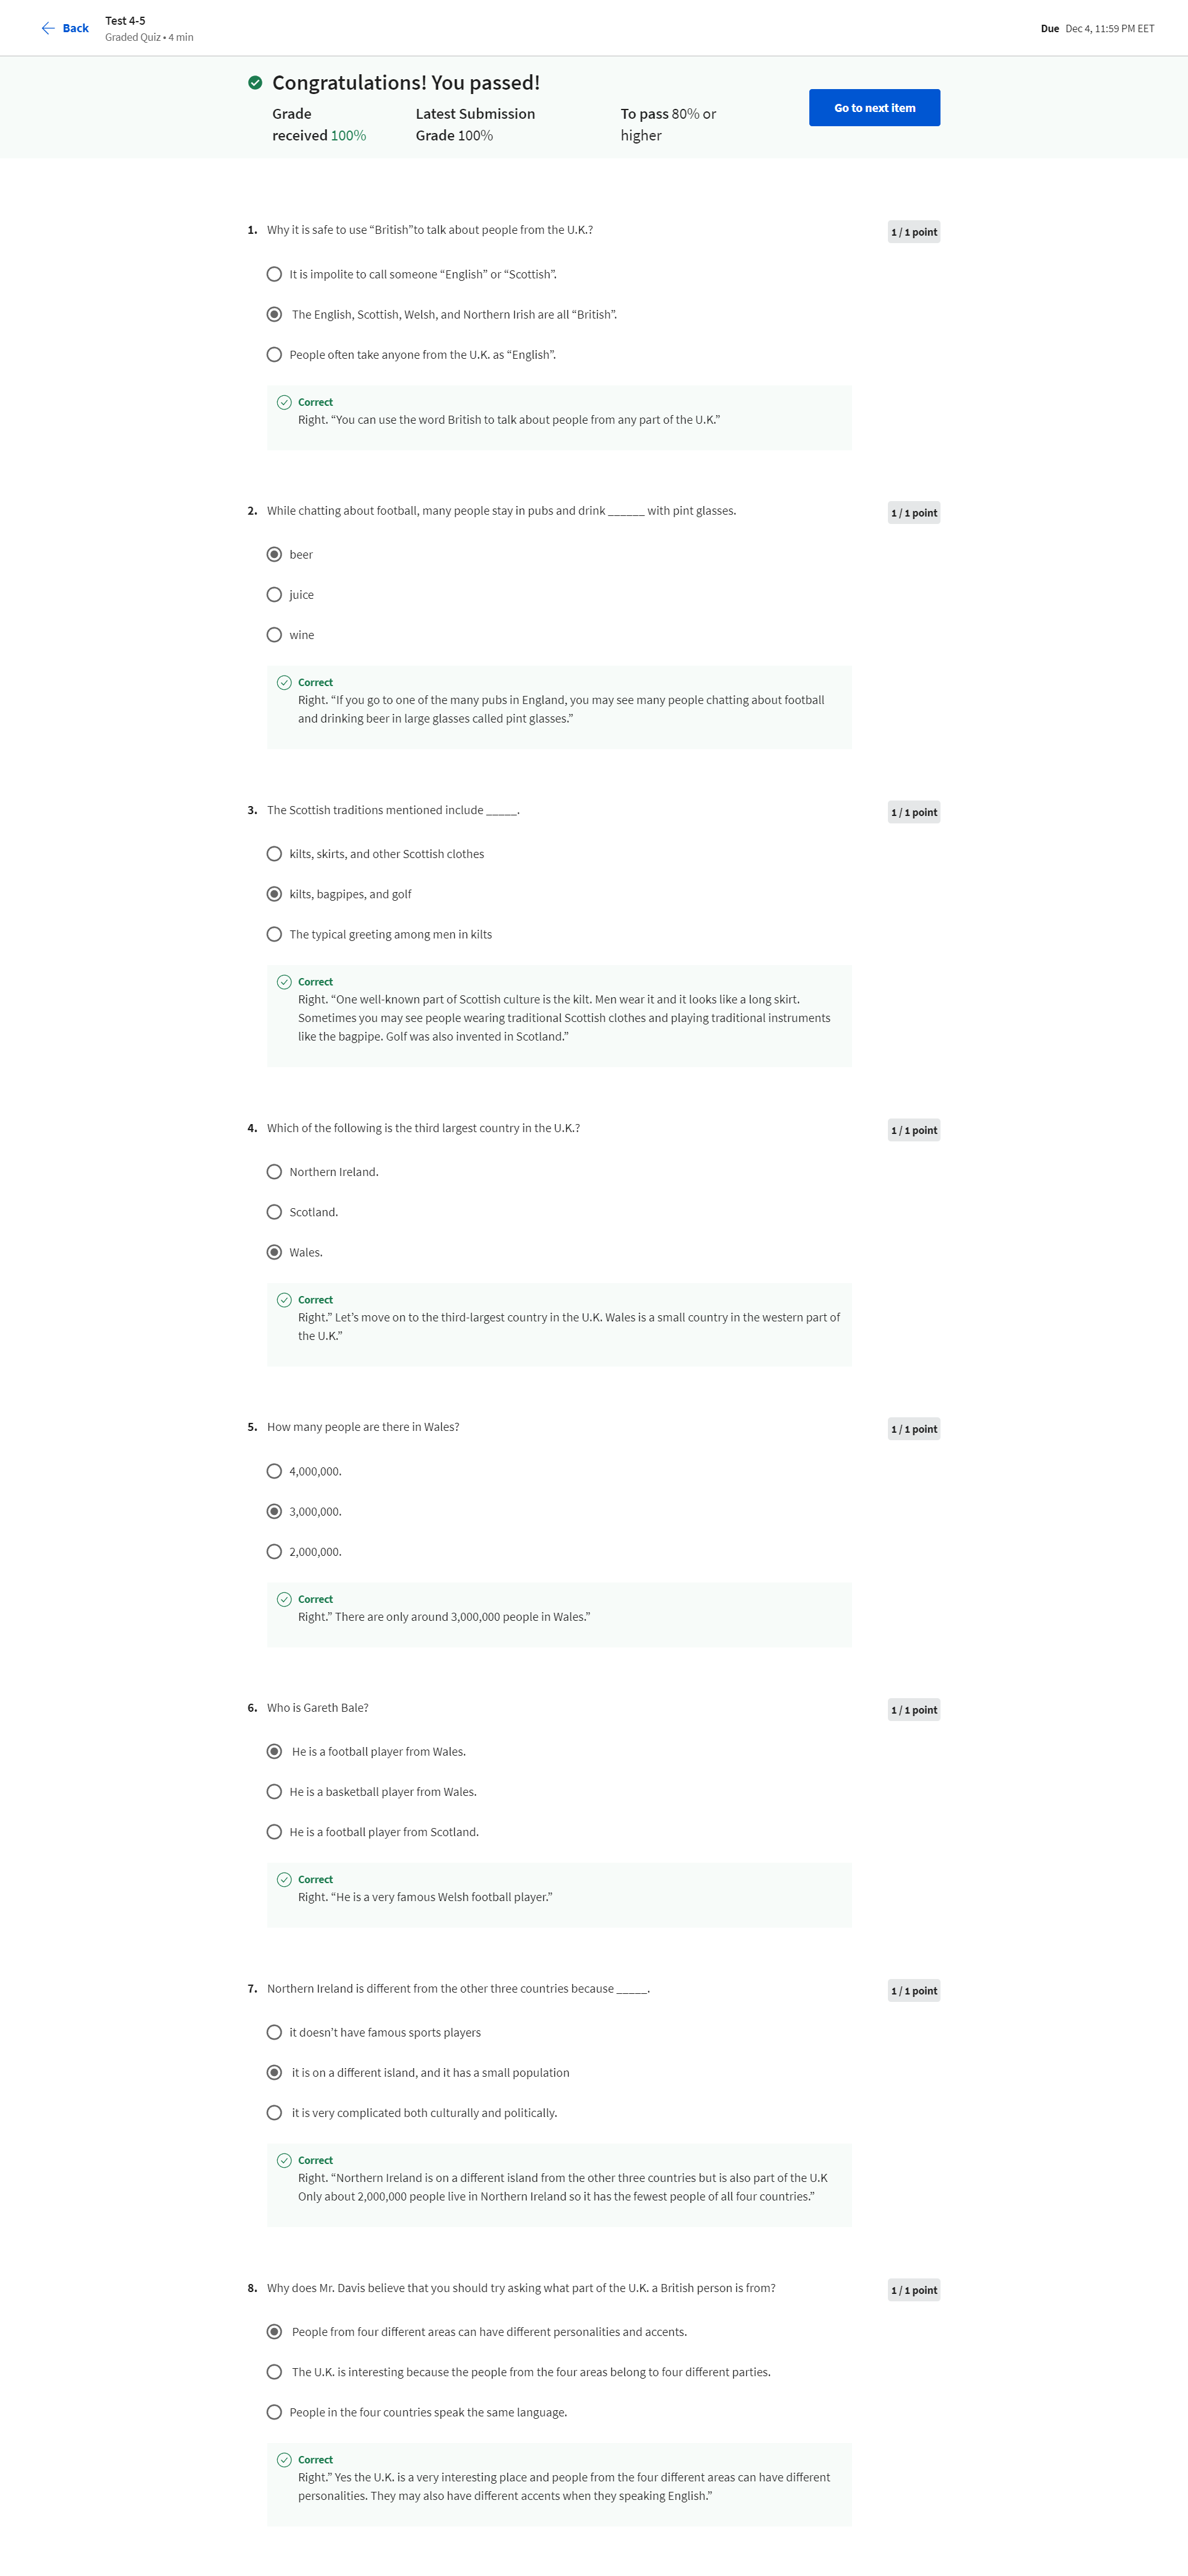 Back
Test 4-5
Graded Quiz • 4 min
Due Dec 4, 11:59 PM EET
Congratulations! You passed!
Grade
received 100%
Latest Submission
Grade 100%
To pass 80% or
higher
Go to next item
1. Why it is safe to use “British”to talk about people from the U.K.?
1 / 1 point
It is impolite to call someone “English” or “Scottish”.
The English, Scottish, Welsh, and Northern Irish are all “British”.
People often take anyone from the U.K. as “English”.
Correct
Right. “You can use the word British to talk about people from any part of the U.K.”
2. While chatting about football, many people stay in pubs and drink ______ with pint glasses.
1 / 1 point
beer
juice
wine
Correct
Right. “If you go to one of the many pubs in England, you may see many people chatting about football
and drinking beer in large glasses called pint glasses.”
3. The Scottish traditions mentioned include _____.
1 / 1 point
kilts, skirts, and other Scottish clothes
kilts, bagpipes, and golf
The typical greeting among men in kilts
Correct
Right. “One well-known part of Scottish culture is the kilt. Men wear it and it looks like a long skirt.
Sometimes you may see people wearing traditional Scottish clothes and playing traditional instruments
like the bagpipe. Golf was also invented in Scotland.”
4. Which of the following is the third largest country in the U.K.?
1 / 1 point
Northern Ireland.
Scotland.
Wales.
Correct
Right.” Let’s move on to the third-largest country in the U.K. Wales is a small country in the western part of
the U.K.”
5. How many people are there in Wales?
1 / 1 point
4,000,000.
3,000,000.
2,000,000.
Correct
Right.” There are only around 3,000,000 people in Wales.”
6. Who is Gareth Bale?
1 / 1 point
He is a football player from Wales.
He is a basketball player from Wales.
He is a football player from Scotland.
Correct
Right. “He is a very famous Welsh football player.”
7. Northern Ireland is different from the other three countries because _____.
1 / 1 point
it doesn’t have famous sports players
it is on a different island, and it has a small population
it is very complicated both culturally and politically.
Correct
Right. “Northern Ireland is on a different island from the other three countries but is also part of the U.K
Only about 2,000,000 people live in Northern Ireland so it has the fewest people of all four countries.”
8. Why does Mr. Davis believe that you should try asking what part of the U.K. a British person is from?
1 / 1 point
People from four different areas can have different personalities and accents.
The U.K. is interesting because the people from the four areas belong to four different parties.
People in the four countries speak the same language.
Correct
Right.” Yes the U.K. is a very interesting place and people from the four different areas can have different
personalities. They may also have different accents when they speaking English.”